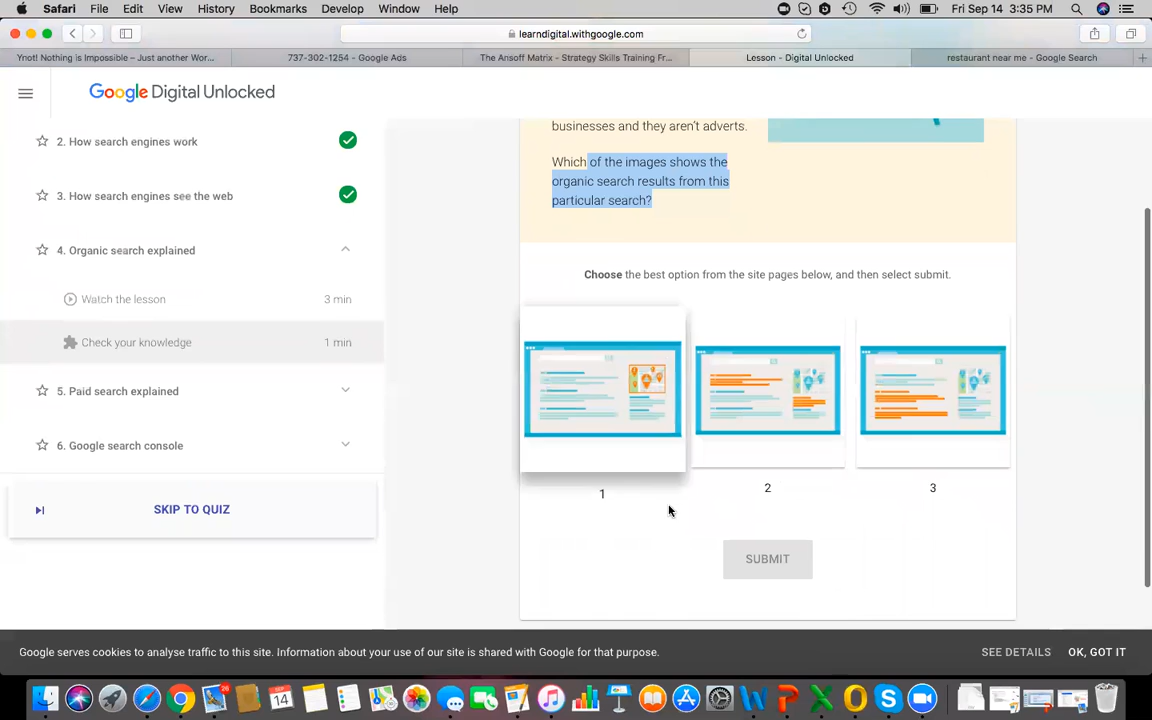 Safari File Edit View History Bookmarks Develop Window Help Fri Sep 14 3:35 PM
learndigital.withgoogle.com
Ynot! Nothing is Impossible – Just another Wor... 737-302-1254 - Google Ads The Ansoff Matrix - Strategy Skills Training Fr... Lesson - Digital Unlocked restaurant near me - Google Search
Google Digital Unlocked
2. How search engines work
3. How search engines see the web
4. Organic search explained
Watch the lesson 3 min
Check your knowledge 1 min
5. Paid search explained
6. Google search console
SKIP TO QUIZ
businesses and they aren't adverts.
Which of the images shows the
organic search results from this
particular search?
Choose the best option from the site pages below, and then select submit.
1 2 3
SUBMIT
Google serves cookies to analyse traffic to this site. Information about your use of our site is shared with Google for that purpose. SEE DETAILS OK, GOT IT